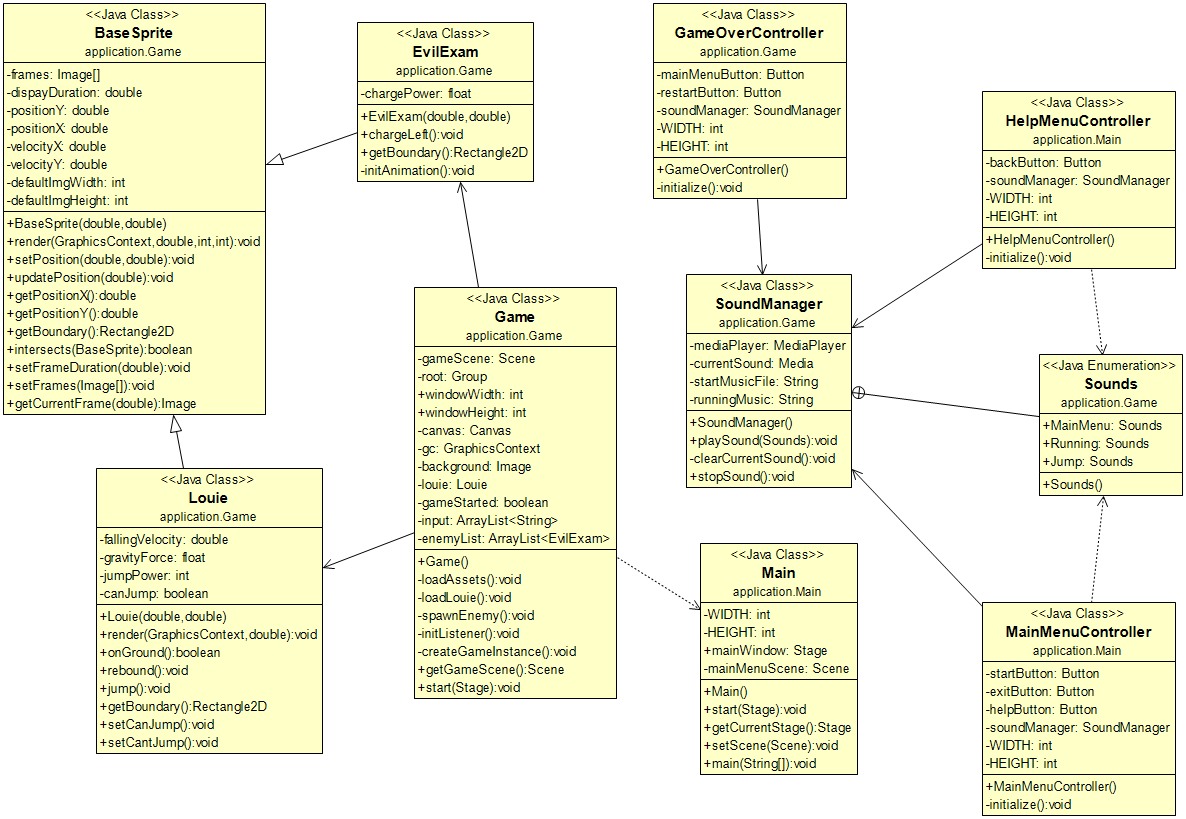 <<Java Class>>
BaseSprite
application.Game
-frames: Image[]
-dispayDuration: double
-positionY: double
-positionX: double
-velocityX: double
-velocityY: double
-defaultImgWidth: int
-defaultImgHeight: int
+BaseSprite(double,double)
+render(GraphicsContext,double,int,int):void
+setPosition(double,double):void
+updatePosition(double):void
+getPositionX():double
+getPositionY():double
+getBoundary():Rectangle2D
+intersects(BaseSprite):boolean
+setFrameDuration(double):void
+setFrames(Image[]):void
+getCurrentFrame(double):Image
<<Java Class>>
EvilExam
application.Game
-chargePower: float
+EvilExam(double,double)
+chargeLeft():void
+getBoundary():Rectangle2D
-initAnimation():void
<<Java Class>>
GameOverController
application.Game
-mainMenuButton: Button
-restartButton: Button
-soundManager: SoundManager
-WIDTH: int
-HEIGHT: int
+GameOverController()
-initialize():void
<<Java Class>>
HelpMenuController
application.Main
-backButton: Button
-soundManager: SoundManager
-WIDTH: int
-HEIGHT: int
+HelpMenuController()
-initialize():void
<<Java Class>>
Game
application.Game
-gameScene: Scene
-root: Group
+windowWidth: int
+windowHeight: int
-canvas: Canvas
-gc: GraphicsContext
-background: Image
-louie: Louie
-gameStarted: boolean
-input: ArrayList<String>
-enemyList: ArrayList<EvilExam>
+Game()
-loadAssets():void
-loadLouie():void
-spawnEnemy():void
-initListener():void
-createGameInstance():void
+getGameScene():Scene
+start(Stage):void
<<Java Class>>
SoundManager
application.Game
-mediaPlayer: MediaPlayer
-currentSound: Media
-startMusicFile: String
-runningMusic: String
+SoundManager()
+playSound(Sounds):void
-clearCurrentSound():void
+stopSound():void
<<Java Enumeration>>
Sounds
application.Game
+MainMenu: Sounds
+Running: Sounds
+Jump: Sounds
+Sounds()
<<Java Class>>
Louie
application.Game
-fallingVelocity: double
-gravityForce: float
-jumpPower: int
-canJump: boolean
+Louie(double,double)
+render(GraphicsContext,double):void
+onGround():boolean
+rebound():void
+jump():void
+getBoundary():Rectangle2D
+setCanJump():void
+setCantJump():void
<<Java Class>>
Main
application.Main
-WIDTH: int
-HEIGHT: int
+mainWindow: Stage
-mainMenuScene: Scene
+Main()
+start(Stage):void
+getCurrentStage():Stage
+setScene(Scene):void
+main(String[]):void
<<Java Class>>
MainMenuController
application.Main
-startButton: Button
-exitButton: Button
-helpButton: Button
-soundManager: SoundManager
-WIDTH: int
-HEIGHT: int
+MainMenuController()
-initialize():void